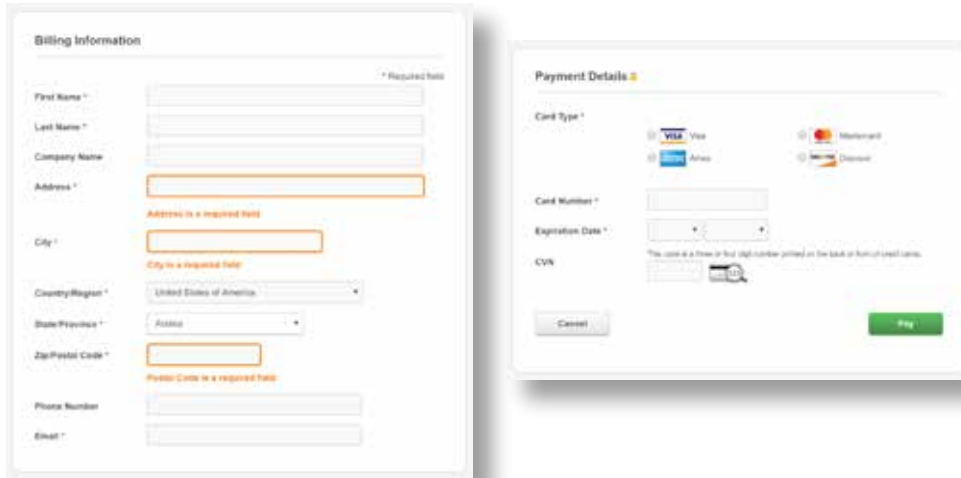 Billing Information
* Required field
First Name *
Last Name *
Company Name
Address *
Address is a required field
City *
City is a required field
Country/Region *
United States of America
State/Province *
Alaska
Zip/Postal Code *
Postal Code is a required field
Phone Number
Email *
Payment Details
Card Type *
VISA Visa
Mastercard
Amex
Discover
Card Number *
Expiration Date *
CVN
This code is a three or four digit number printed on the back or front of credit cards.
Cancel
Pay